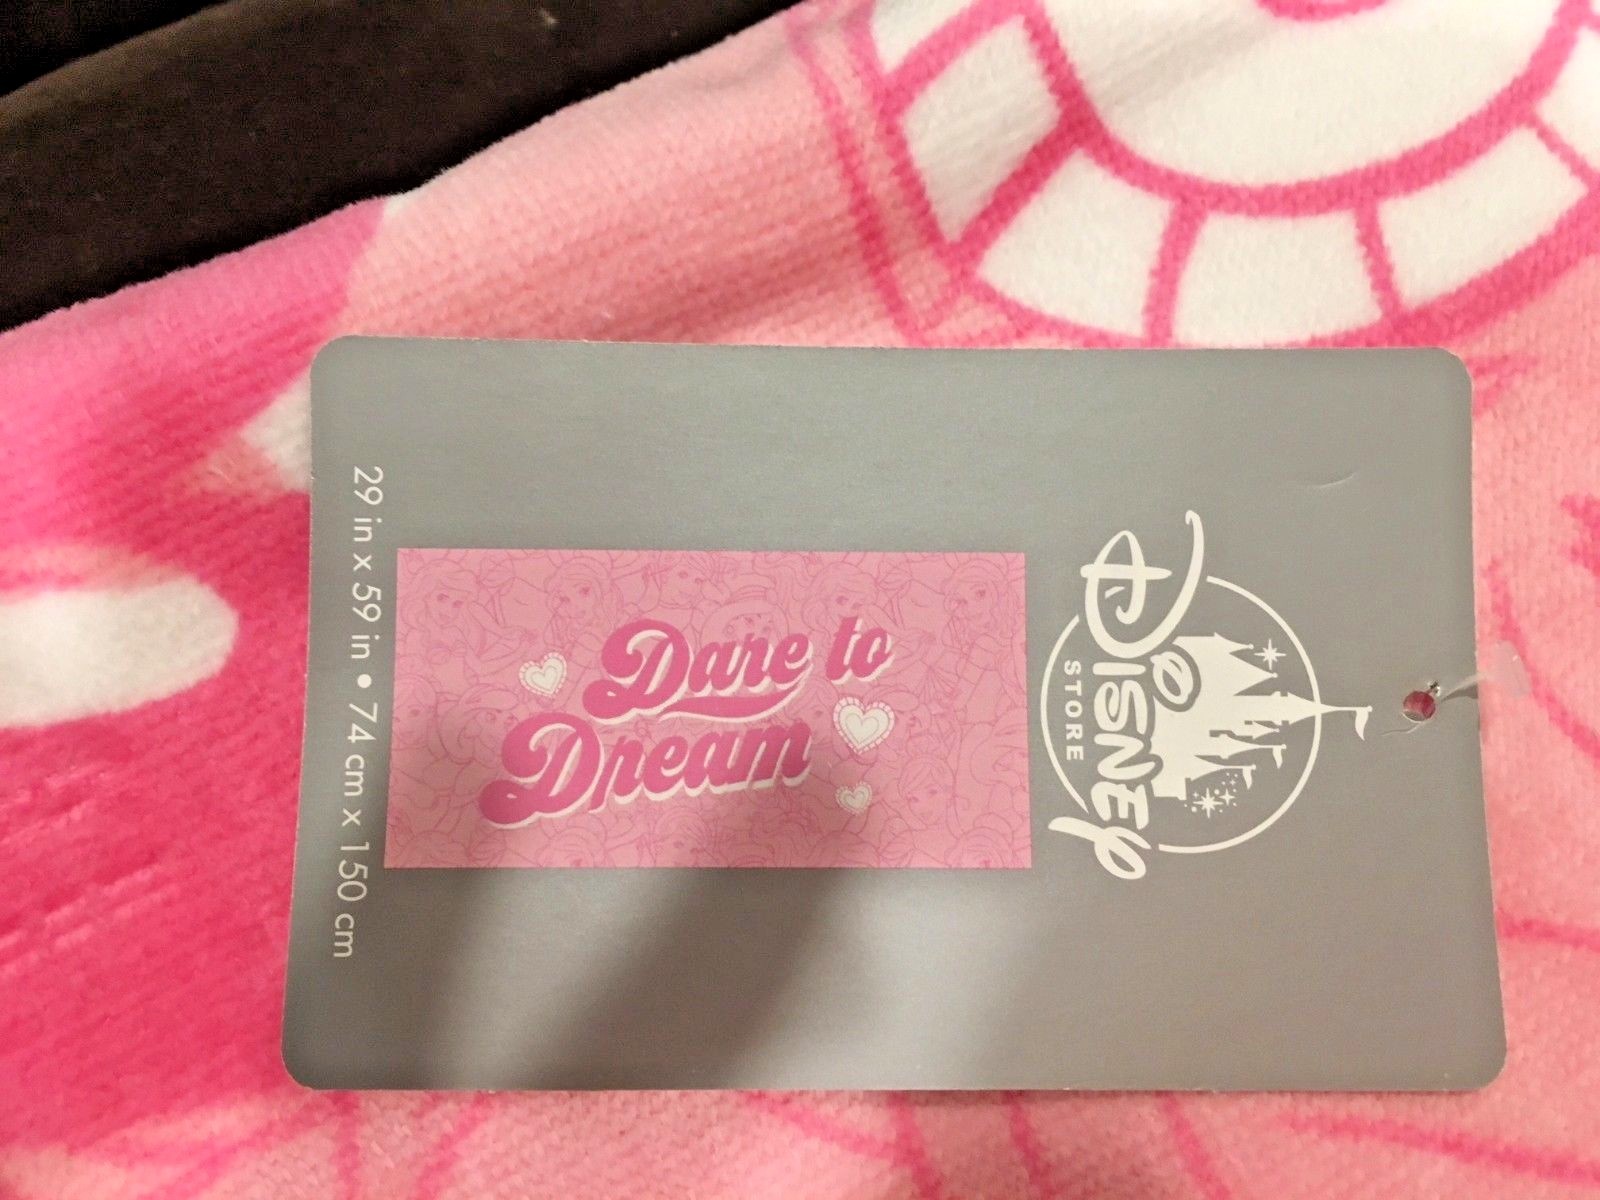 Disney
STORE
Dare to
Dream
29 in x 59 in • 74 cm x 150 cm